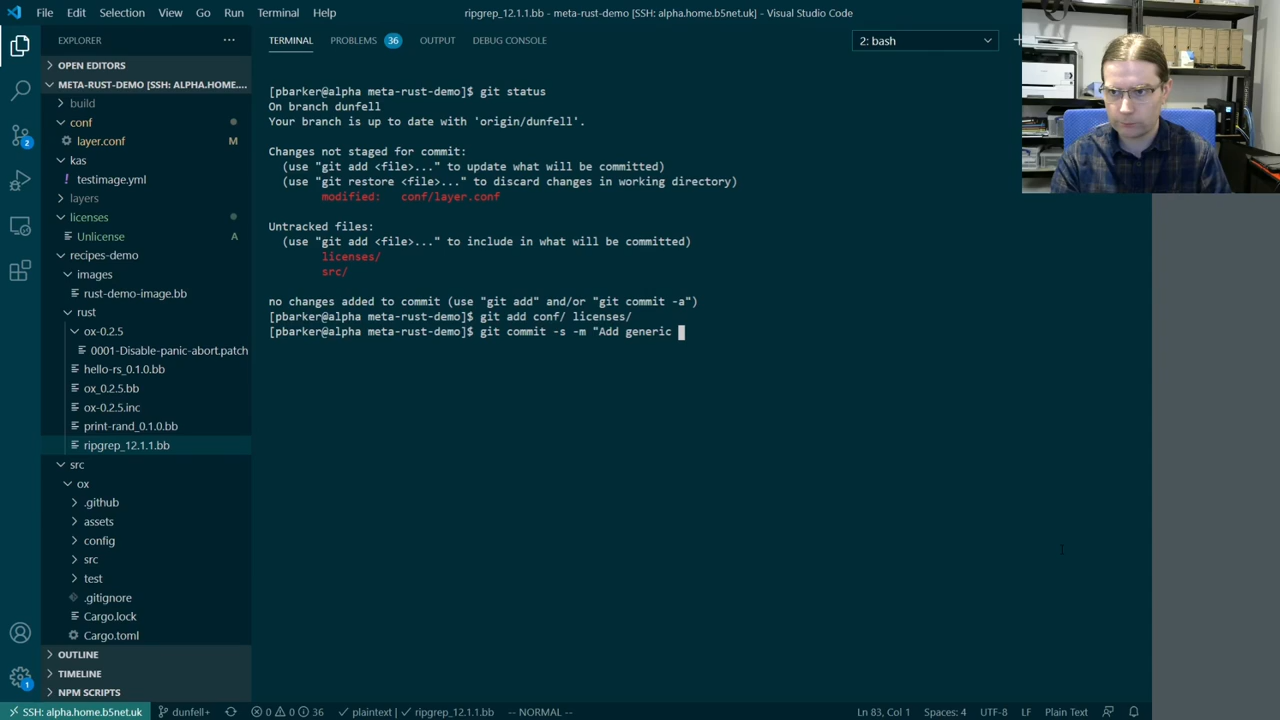 File Edit Selection View Go Run Terminal Help
ripgrep_12.1.1.bb - meta-rust-demo [SSH: alpha.home.b5net.uk] - Visual Studio Code
EXPLORER
OPEN EDITORS
META-RUST-DEMO [SSH: ALPHA.HOME....
build
conf
layer.conf M
kas
testimage.yml
layers
licenses
Unlicense A
recipes-demo
images
rust-demo-image.bb
rust
ox-0.2.5
0001-Disable-panic-abort.patch
hello-rs_0.1.0.bb
ox_0.2.5.bb
ox-0.2.5.inc
print-rand_0.1.0.bb
ripgrep_12.1.1.bb
src
ox
.github
assets
config
src
test
.gitignore
Cargo.lock
Cargo.toml
OUTLINE
TIMELINE
NPM SCRIPTS
2
1
TERMINAL PROBLEMS 36 OUTPUT DEBUG CONSOLE
2: bash
[pbarker@alpha meta-rust-demo]$ git status
On branch dunfell
Your branch is up to date with 'origin/dunfell'.
Changes not staged for commit:
(use "git add <file>..." to update what will be committed)
(use "git restore <file>..." to discard changes in working directory)
modified: conf/layer.conf
Untracked files:
(use "git add <file>..." to include in what will be committed)
licenses/
src/
no changes added to commit (use "git add" and/or "git commit -a")
[pbarker@alpha meta-rust-demo]$ git add conf/ licenses/
[pbarker@alpha meta-rust-demo]$ git commit -s -m "Add generic
SSH: alpha.home.b5net.uk dunfell+ 0 0 36 plaintext | ripgrep_12.1.1.bb -- NORMAL -- Ln 83, Col 1 Spaces: 4 UTF-8 LF Plain Text